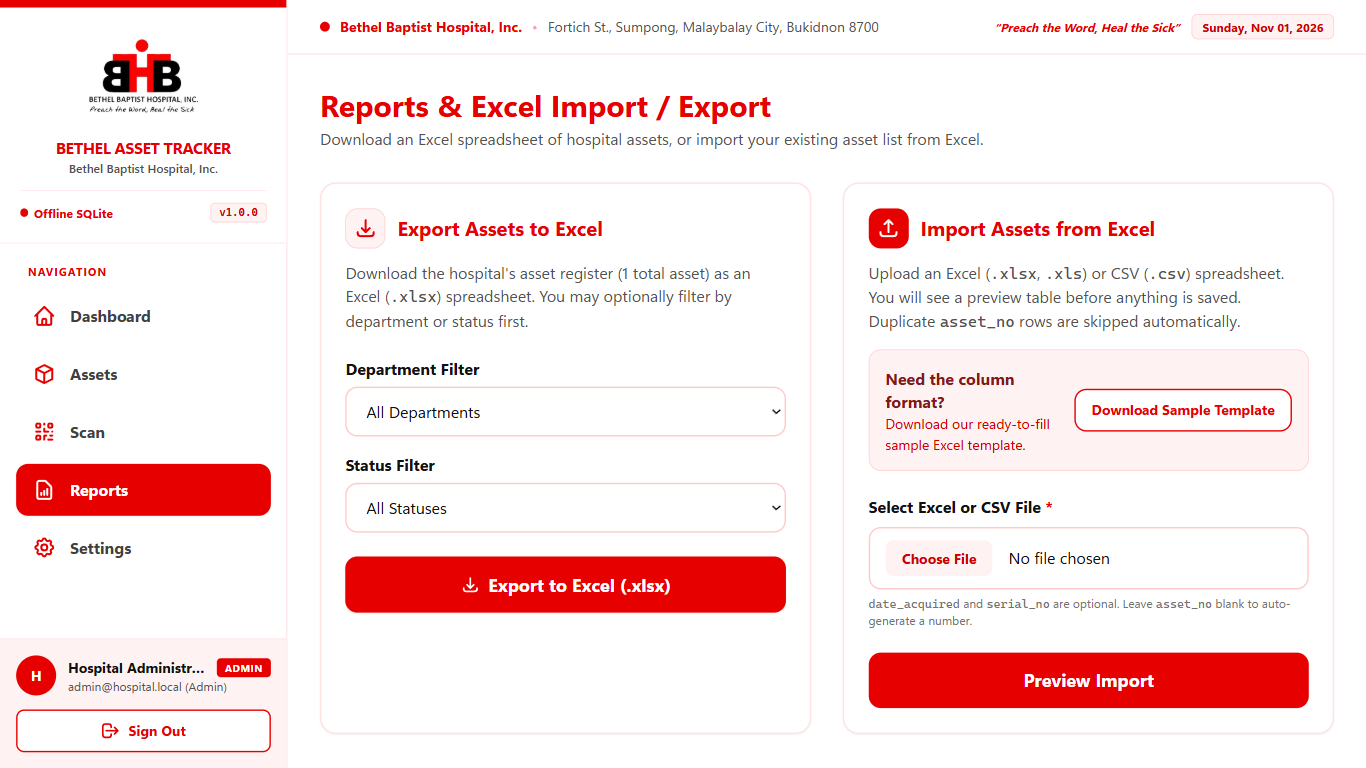 BHB
BETHEL BAPTIST HOSPITAL, INC.
Preach the Word, Heal the Sick
BETHEL ASSET TRACKER
Bethel Baptist Hospital, Inc.
Offline SQLite
v1.0.0
NAVIGATION
Dashboard
Assets
Scan
Reports
Settings
H
Hospital Administr...
ADMIN
admin@hospital.local (Admin)
Sign Out
Bethel Baptist Hospital, Inc. • Fortich St., Sumpong, Malaybalay City, Bukidnon 8700
"Preach the Word, Heal the Sick"
Sunday, Nov 01, 2026
Reports & Excel Import / Export
Download an Excel spreadsheet of hospital assets, or import your existing asset list from Excel.
Export Assets to Excel
Download the hospital's asset register (1 total asset) as an
Excel (.xlsx) spreadsheet. You may optionally filter by
department or status first.
Department Filter
All Departments
Status Filter
All Statuses
Export to Excel (.xlsx)
Import Assets from Excel
Upload an Excel (.xlsx, .xls) or CSV (.csv) spreadsheet.
You will see a preview table before anything is saved.
Duplicate asset_no rows are skipped automatically.
Need the column
format?
Download our ready-to-fill
sample Excel template.
Download Sample Template
Select Excel or CSV File *
Choose File
No file chosen
date_acquired and serial_no are optional. Leave asset_no blank to auto-
generate a number.
Preview Import